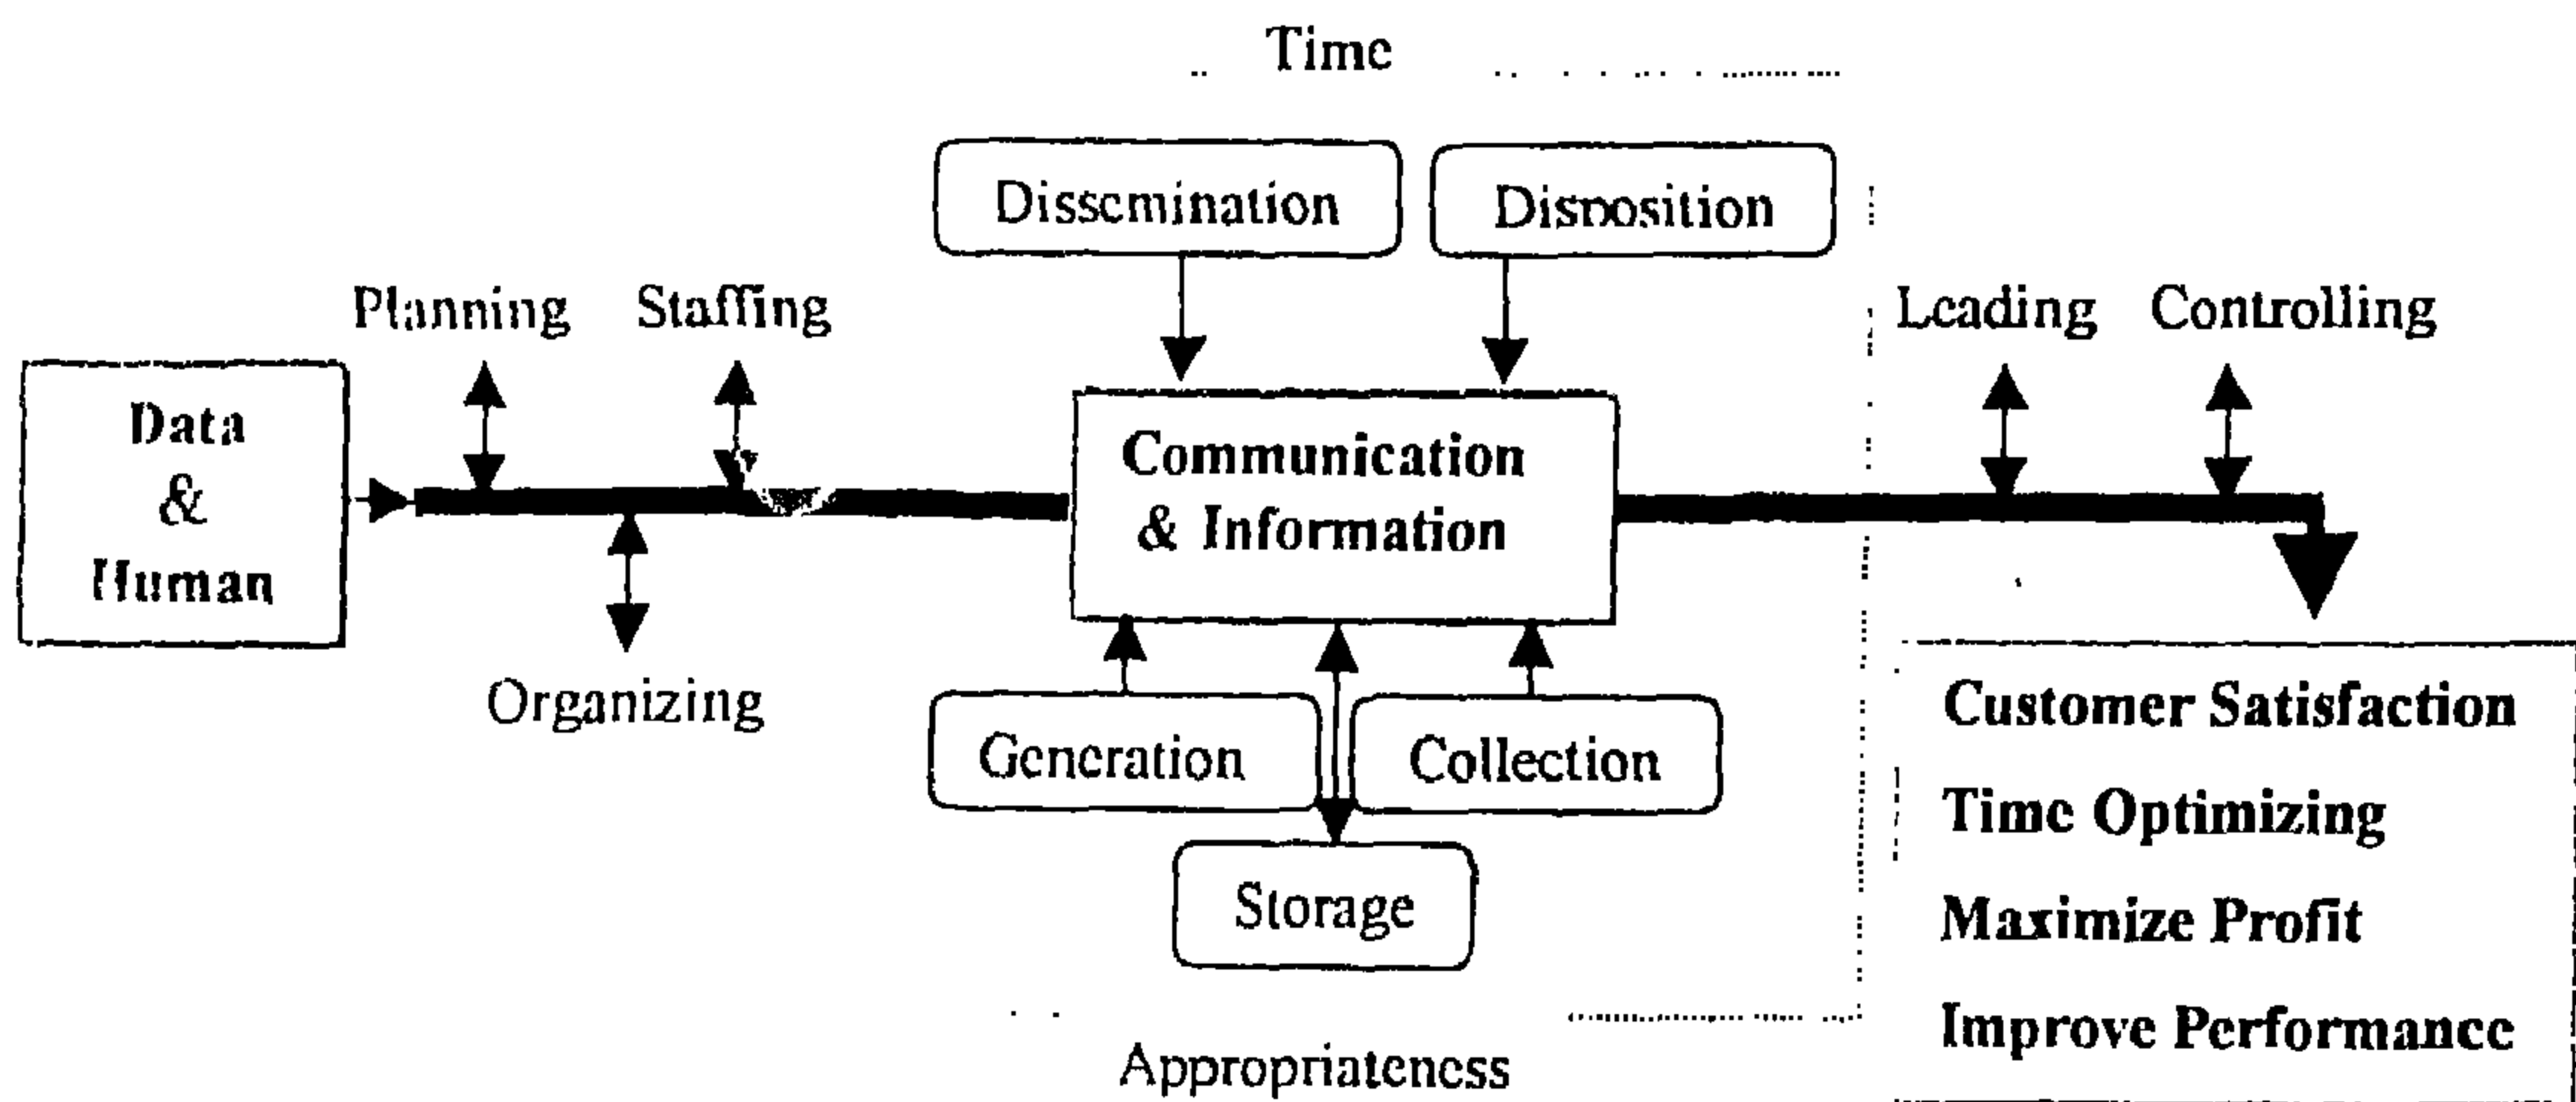 Time
Dissemination
Disposition
Planning
Staffing
Leading
Controlling
Data
&
Human
Communication
& Information
Organizing
Generation
Collection
Storage
Customer Satisfaction
Time Optimizing
Maximize Profit
Improve Performance
Appropriateness